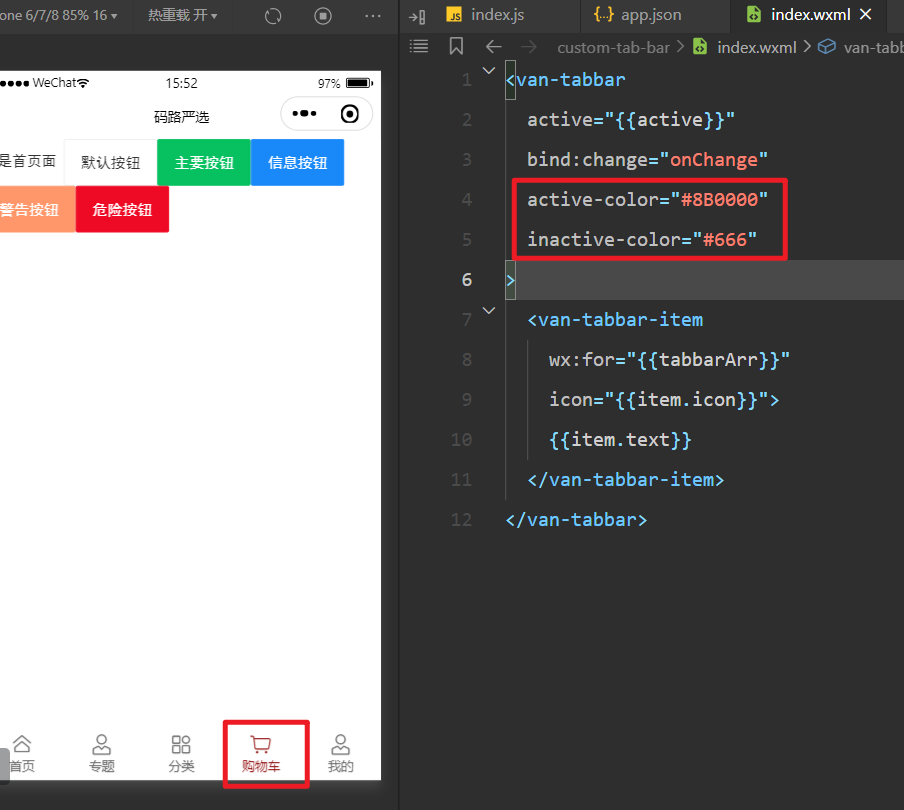 one 6/7/8 85% 16 热重载 开
WeChat 15:52 97%
码路严选
是首页面 默认按钮 主要按钮 信息按钮
警告按钮 危险按钮
首页 专题 分类 购物车 我的
JS index.js {..} app.json index.wxml
custom-tab-bar > index.wxml > van-tabb
1 <van-tabbar
2 active="{{active}}"
3 bind:change="onChange"
4 active-color="#8B0000"
5 inactive-color="#666"
6 >
7 <van-tabbar-item
8 wx:for="{{tabbarArr}}"
9 icon="{{item.icon}}">
10 {{item.text}}
11 </van-tabbar-item>
12 </van-tabbar>